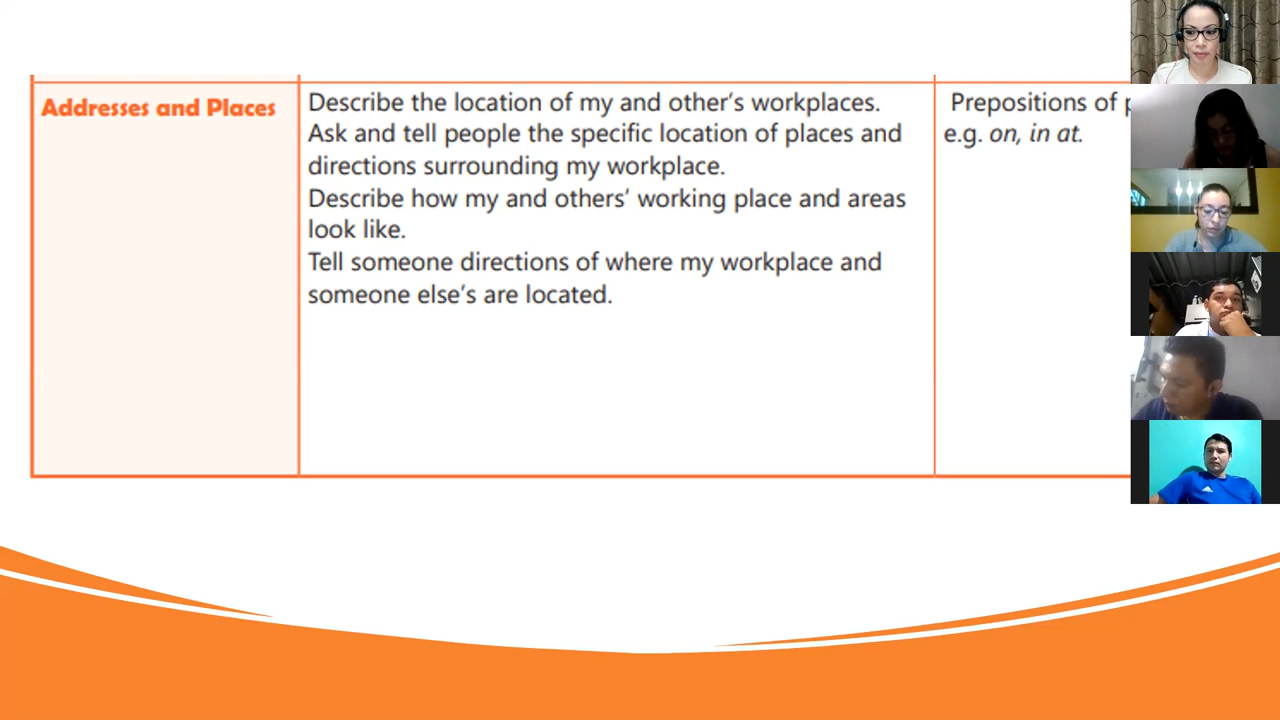 Addresses and Places
Describe the location of my and other's workplaces.
Ask and tell people the specific location of places and
directions surrounding my workplace.
Describe how my and others' working place and areas
look like.
Tell someone directions of where my workplace and
someone else's are located.
Prepositions of
e.g. on, in at.